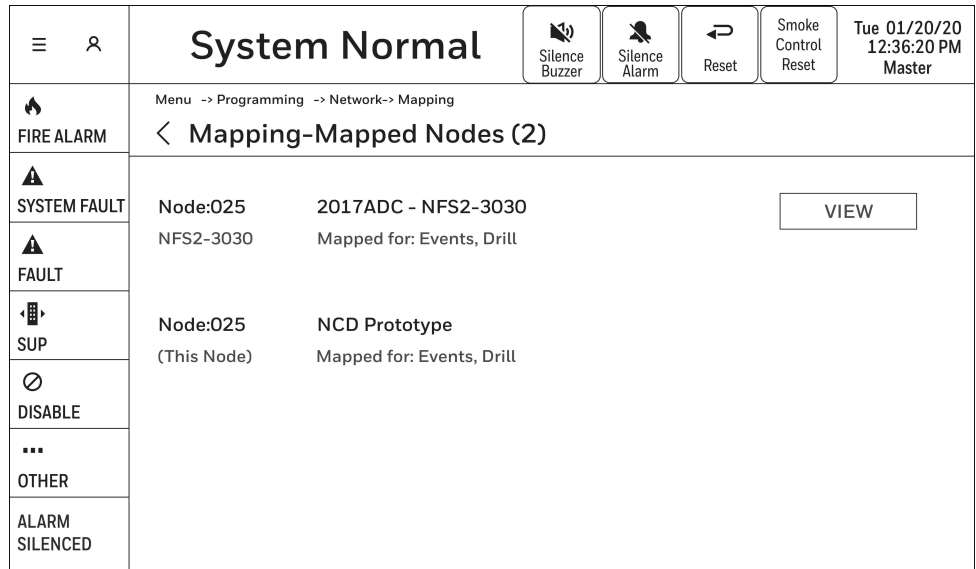 System Normal
Silence
Buzzer
Silence
Alarm
Reset
Smoke
Control
Reset
Tue 01/20/20
12:36:20 PM
Master
FIRE ALARM
SYSTEM FAULT
FAULT
SUP
DISABLE
OTHER
ALARM
SILENCED
Menu -> Programming -> Network-> Mapping
Mapping-Mapped Nodes (2)
Node:025 2017ADC - NFS2-3030 VIEW
NFS2-3030 Mapped for: Events, Drill
Node:025 NCD Prototype
(This Node) Mapped for: Events, Drill